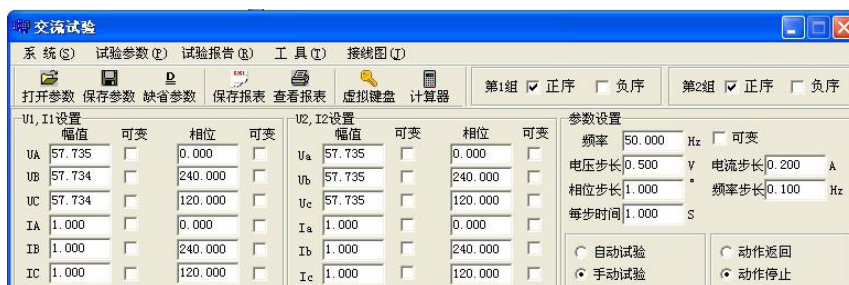 交流试验
系 统(S) 试验参数(P) 试验报告(R) 工 具(T) 接线图(J)
打开参数 保存参数 缺省参数 保存报表 查看报表 虚拟键盘 计算器 第1组 正序 负序 第2组 正序 负序
U1,I1设置 U2,I2设置 参数设置
幅值 可变 相位 可变 幅值 可变 相位 可变 频率 50.000 Hz 可变
UA 57.735 0.000 Ua 57.735 0.000 电压步长 0.500 V 电流步长 0.200 A
UB 57.734 240.000 Ub 57.735 240.000 相位步长 1.000 ° 频率步长 0.100 Hz
UC 57.734 120.000 Uc 57.735 120.000 每步时间 1.000 S
IA 1.000 0.000 Ia 1.000 0.000
IB 1.000 240.000 Ib 1.000 240.000 自动试验 动作返回
IC 1.000 120.000 Ic 1.000 120.000 手动试验 动作停止